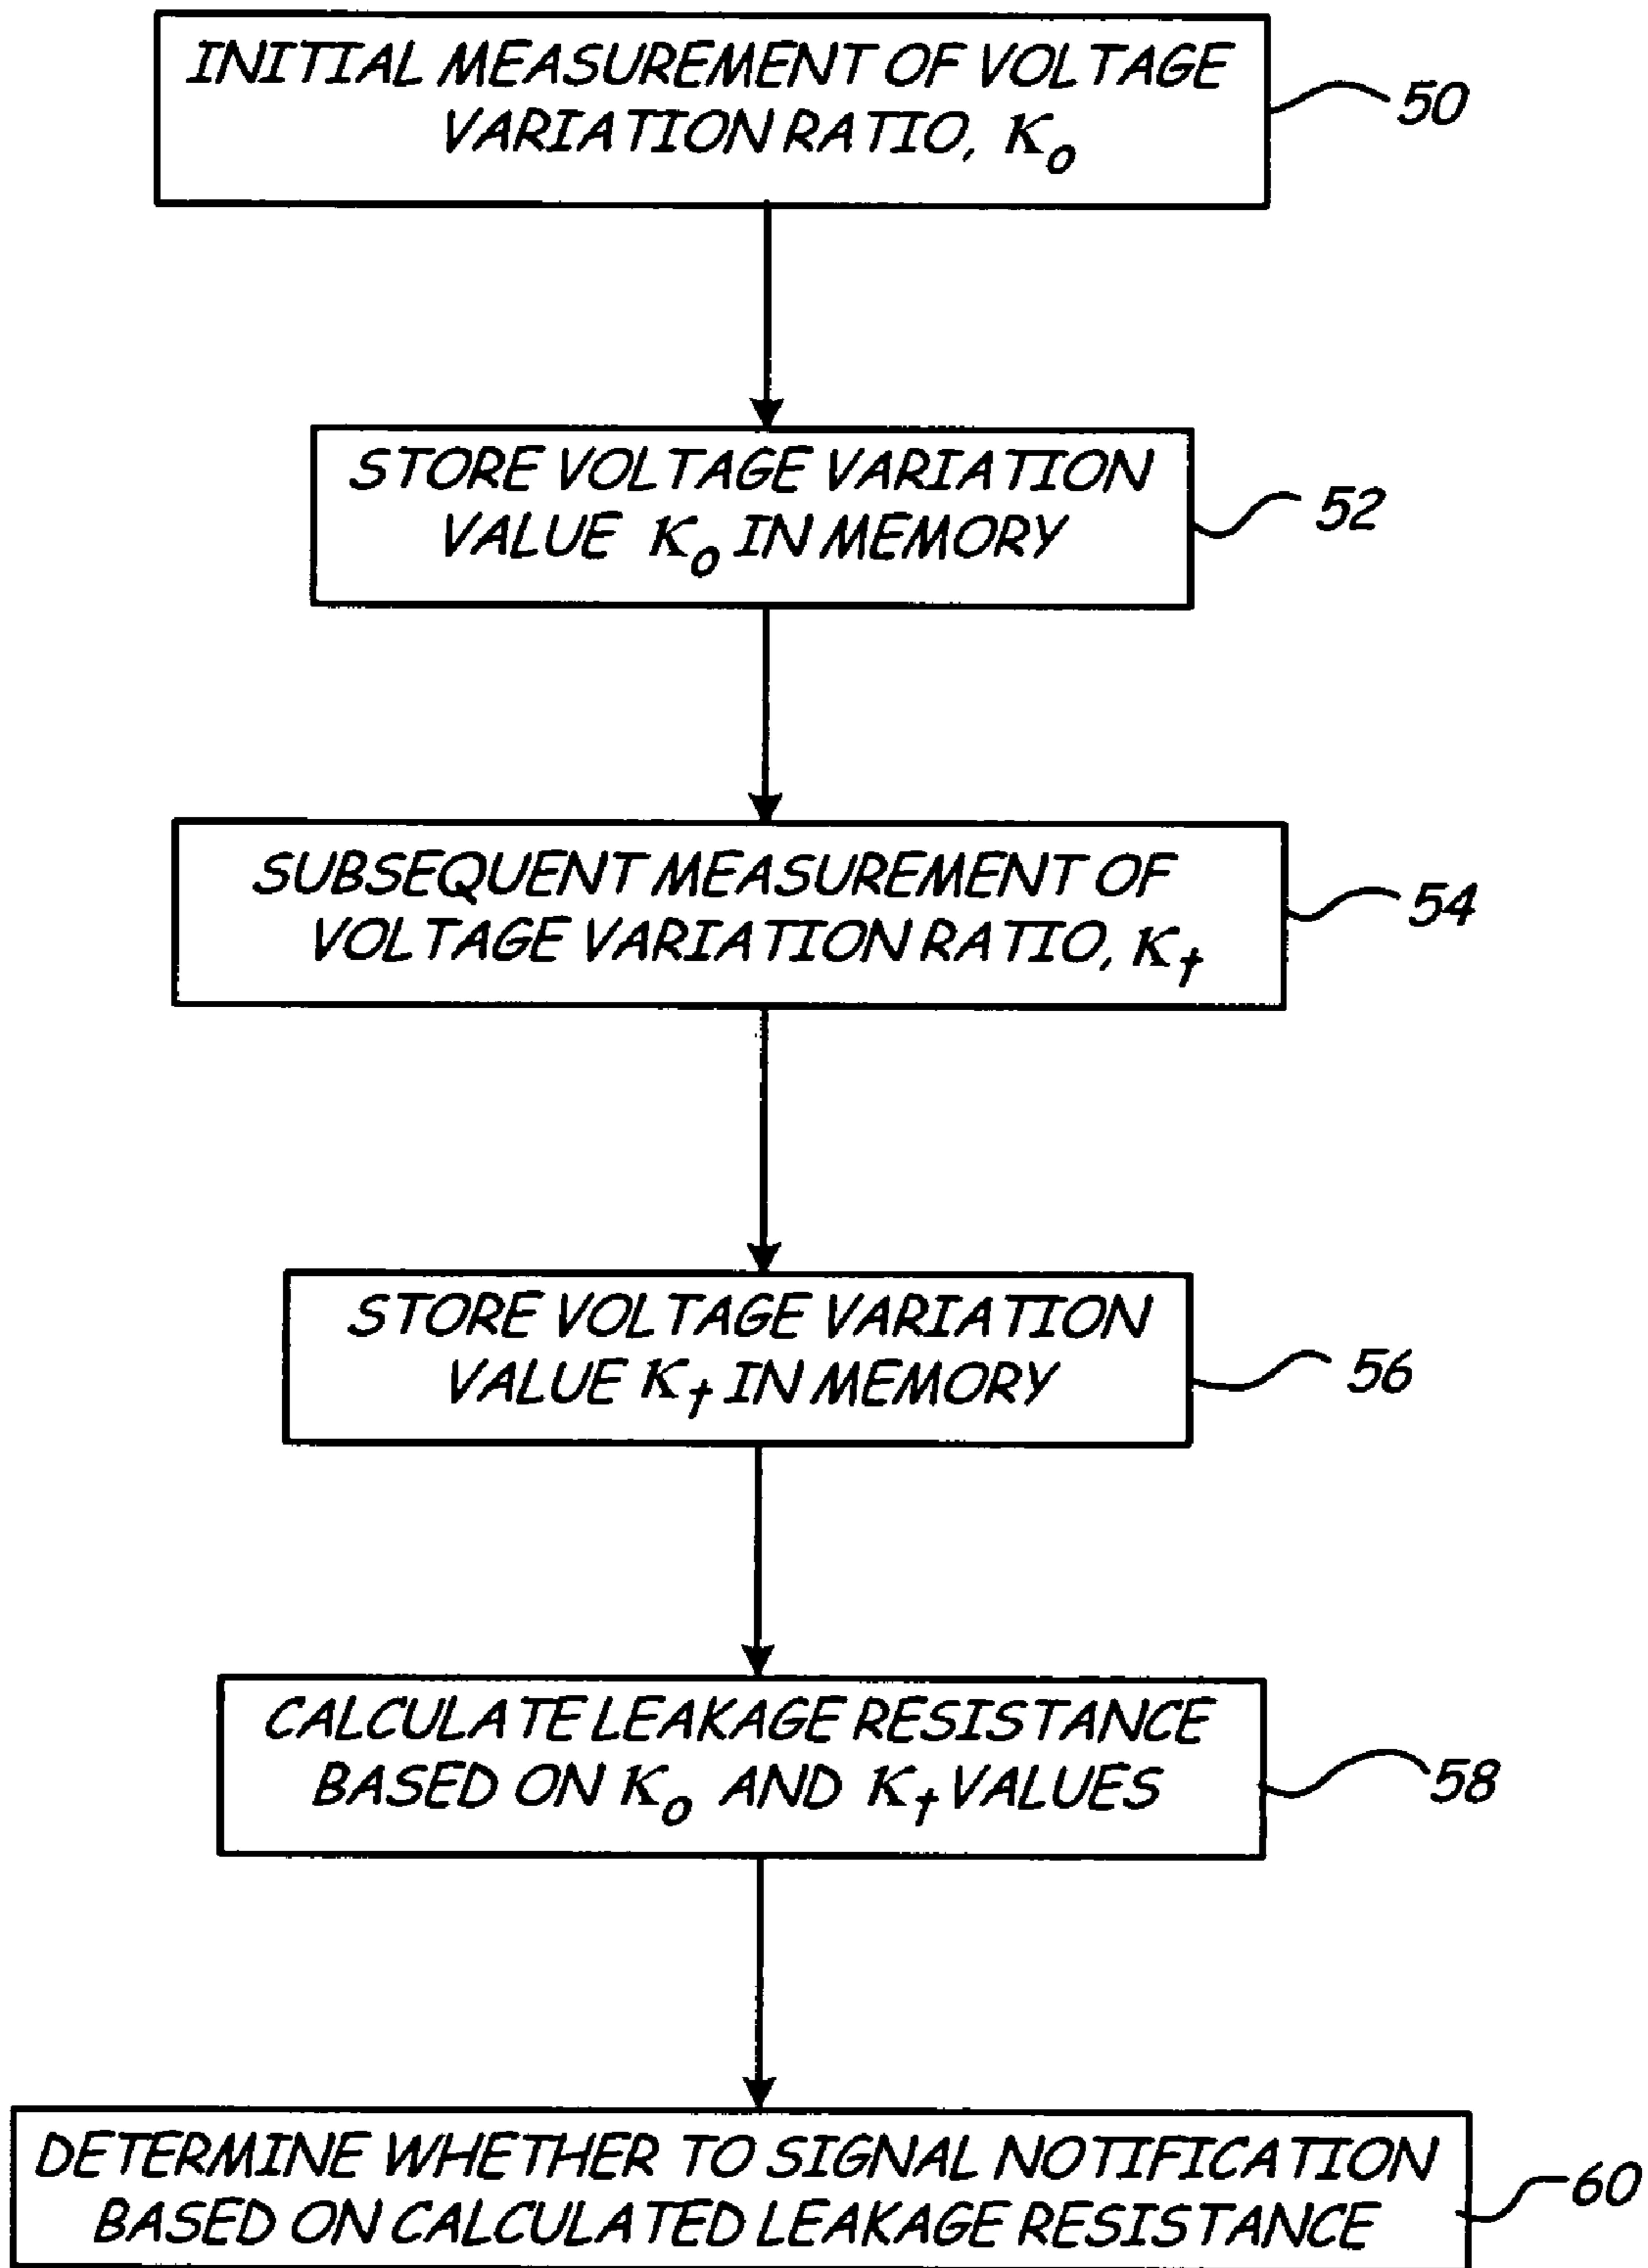 INITIAL MEASUREMENT OF VOLTAGE
VARIATION RATIO, K₀
50
STORE VOLTAGE VARIATION
VALUE K₀ IN MEMORY
52
SUBSEQUENT MEASUREMENT OF
VOLTAGE VARIATION RATIO, Kₜ
54
STORE VOLTAGE VARIATION
VALUE Kₜ IN MEMORY
56
CALCULATE LEAKAGE RESISTANCE
BASED ON K₀ AND Kₜ VALUES
58
DETERMINE WHETHER TO SIGNAL NOTIFICATION
BASED ON CALCULATED LEAKAGE RESISTANCE
60